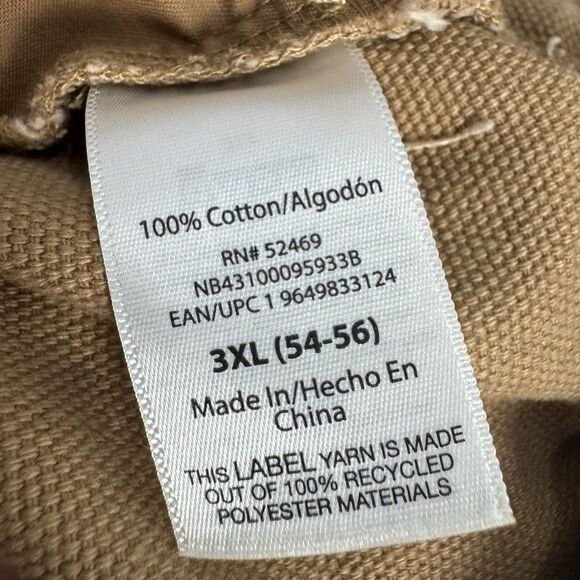 100% Cotton/Algodón
RN# 52469
NB43100095933B
EAN/UPC 1 9649833124
3XL (54-56)
Made In/Hecho En
China
THIS LABEL YARN IS MADE
OUT OF 100% RECYCLED
POLYESTER MATERIALS